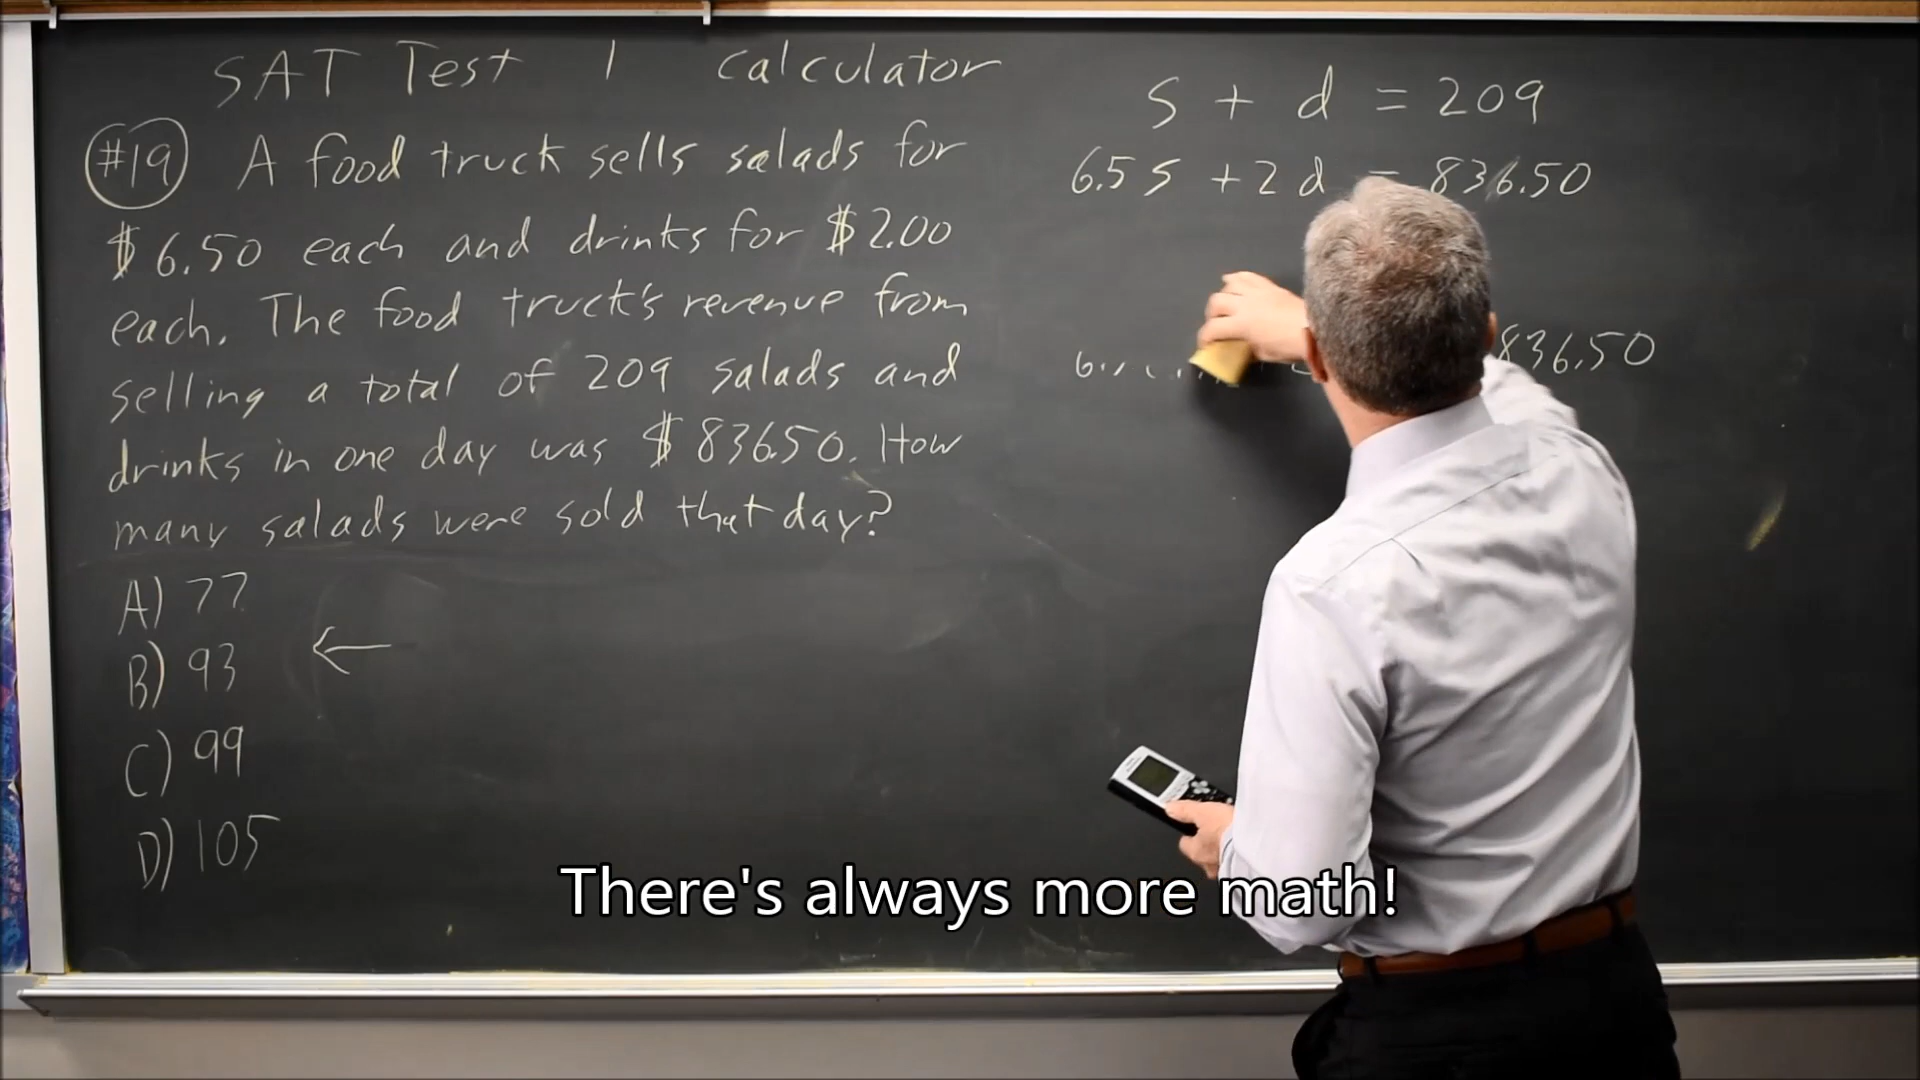 SAT Test 1 calculator
#19 A food truck sells salads for
$6.50 each and drinks for $2.00
each. The food truck's revenue from
selling a total of 209 salads and
drinks in one day was $836.50. How
many salads were sold that day?
A) 77
B) 93 ←
C) 99
D) 105
S + d = 209
6.5 S + 2 d = 836.50
836.50
There's always more math!